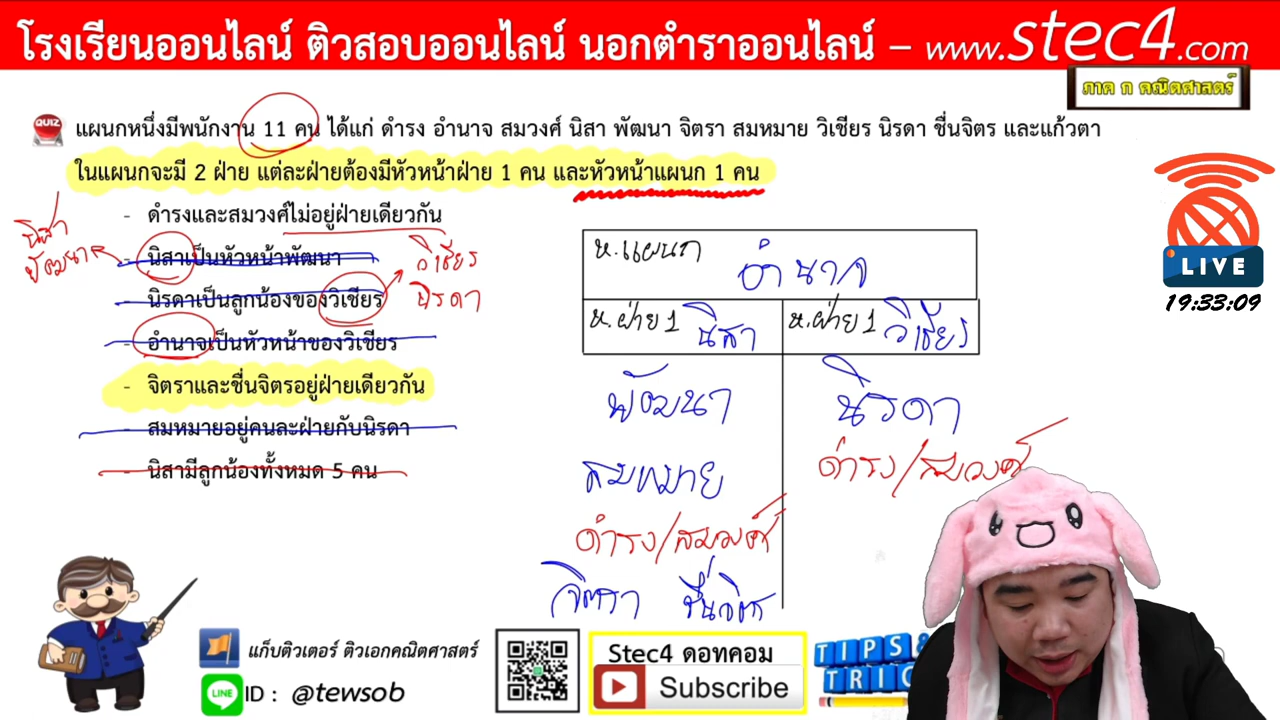 โรงเรียนออนไลน์ ติวสอบออนไลน์ นอกตำราออนไลน์ – www.stec4.com
ภาค ก คณิตศาสตร์
QUIZ
แผนกหนึ่งมีพนักงาน 11 คน ได้แก่ ดำรง อำนาจ สมวงศ์ นิสา พัฒนา จิตรา สมหมาย วิเชียร นิรดา ชื่นจิตร และแก้วตา
ในแผนกจะมี 2 ฝ่าย แต่ละฝ่ายต้องมีหัวหน้าฝ่าย 1 คน และหัวหน้าแผนก 1 คน
- ดำรงและสมวงศ์ไม่อยู่ฝ่ายเดียวกัน
นิสา
พัฒนา
- นิสาเป็นหัวหน้าพัฒนา
วิเชียร
- นิรดาเป็นลูกน้องของวิเชียร
นิรดา
- อำนาจเป็นหัวหน้าของวิเชียร
- จิตราและชื่นจิตรอยู่ฝ่ายเดียวกัน
- สมหมายอยู่คนละฝ่ายกับนิรดา
- นิสามีลูกน้องทั้งหมด 5 คน
ห.แผนก อำนาจ
ห.ฝ่าย 1 นิสา ห.ฝ่าย 1 วิเชียร
พัฒนา นิรดา
สมหมาย ดำรง/สมวงศ์
ดำรง/สมวงศ์
จิตรา ชื่นจิตร
LIVE
19:33:09
แก็บติวเตอร์ ติวเอกคณิตศาสตร์
LINE ID : @tewsob
Stec4 ดอทคอม
Subscribe
TIPS &
TRIC